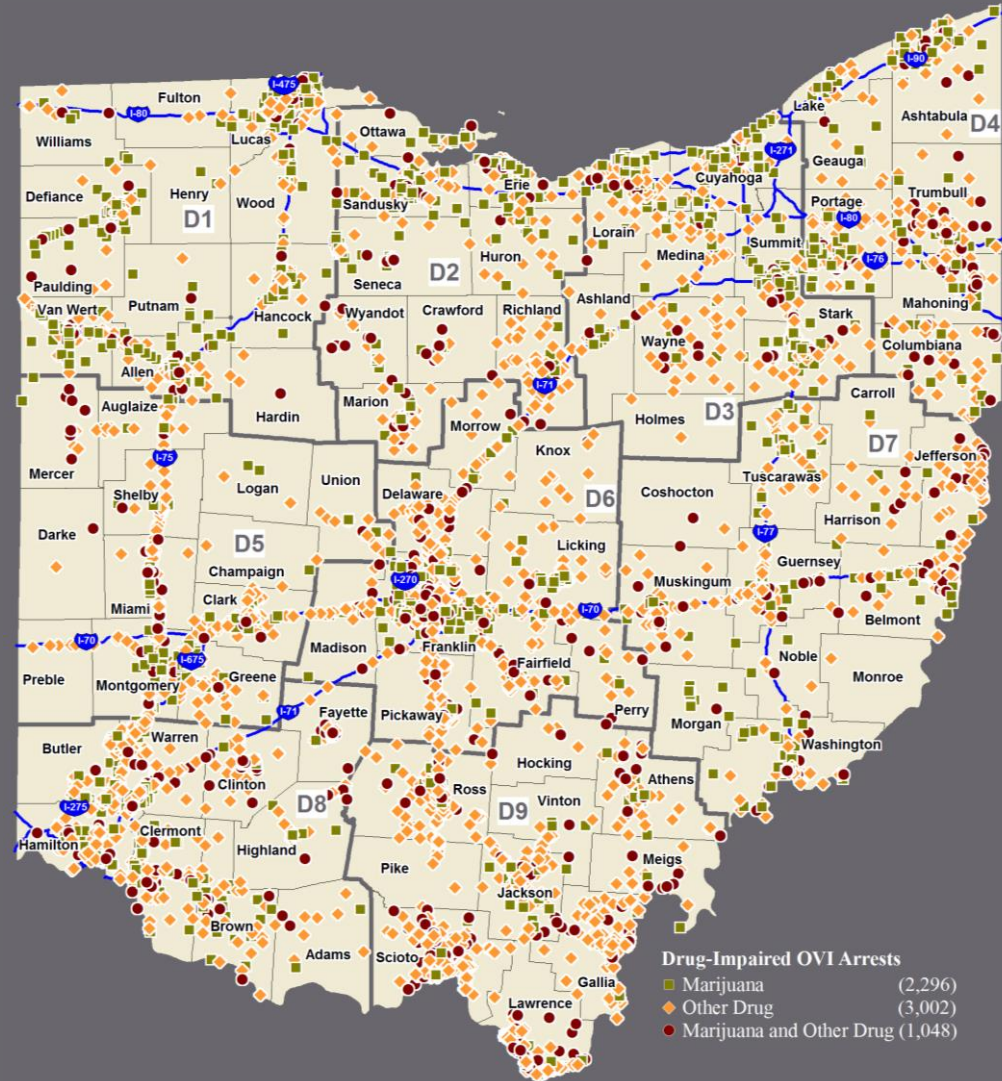 I-90
Lake
Ashtabula
D4
I-475
Fulton
I-80
Williams
Lucas
Ottawa
I-271
Geauga
Cuyahoga
Erie
Defiance
Henry
Wood
Sandusky
Portage
Trumbull
D1
I-80
Lorain
Summit
Medina
I-76
D2
Huron
Seneca
Paulding
Putnam
Ashland
Mahoning
Van Wert
Hancock
Wyandot
Crawford
Richland
Stark
Wayne
Columbiana
Allen
I-71
Carroll
Auglaize
Marion
Hardin
Morrow
Holmes
D3
D7
Knox
Jefferson
Mercer
I-75
Tuscarawas
Logan
Union
Shelby
Delaware
D6
Coshocton
Harrison
Darke
I-77
D5
Licking
Guernsey
Champaign
I-270
Muskingum
Clark
Miami
I-70
Belmont
I-70
Madison
Franklin
I-675
Fairfield
Noble
Preble
Montgomery
Greene
Monroe
I-71
Fayette
Pickaway
Perry
Morgan
Warren
Washington
Butler
Hocking
Athens
Clinton
Ross
Vinton
I-275
D8
D9
Clermont
Hamilton
Highland
Meigs
Pike
Jackson
Brown
Adams
Scioto
Gallia
Lawrence
Drug-Impaired OVI Arrests
Marijuana (2,296)
Other Drug (3,002)
Marijuana and Other Drug (1,048)